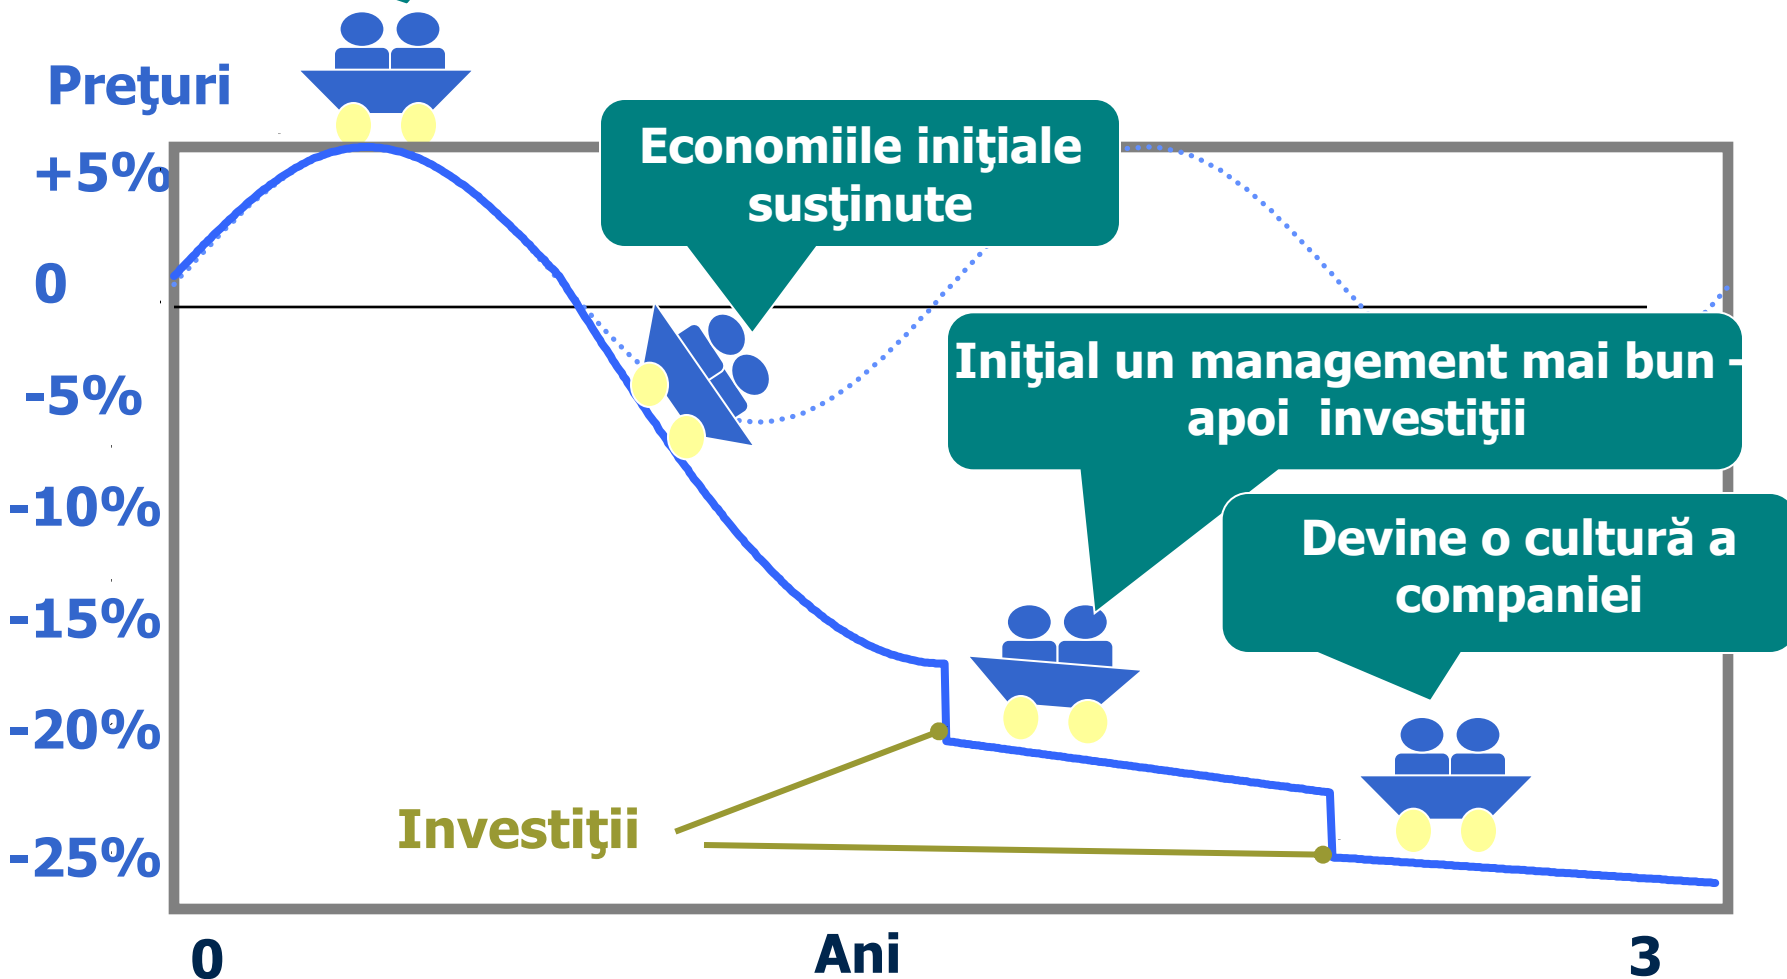 Preţuri
+5%
0
-5%
-10%
-15%
-20%
-25%
Economiile iniţiale
susţinute
Iniţial un management mai bun -
apoi investiţii
Devine o cultură a
companiei
Investiţii
0
Ani
3